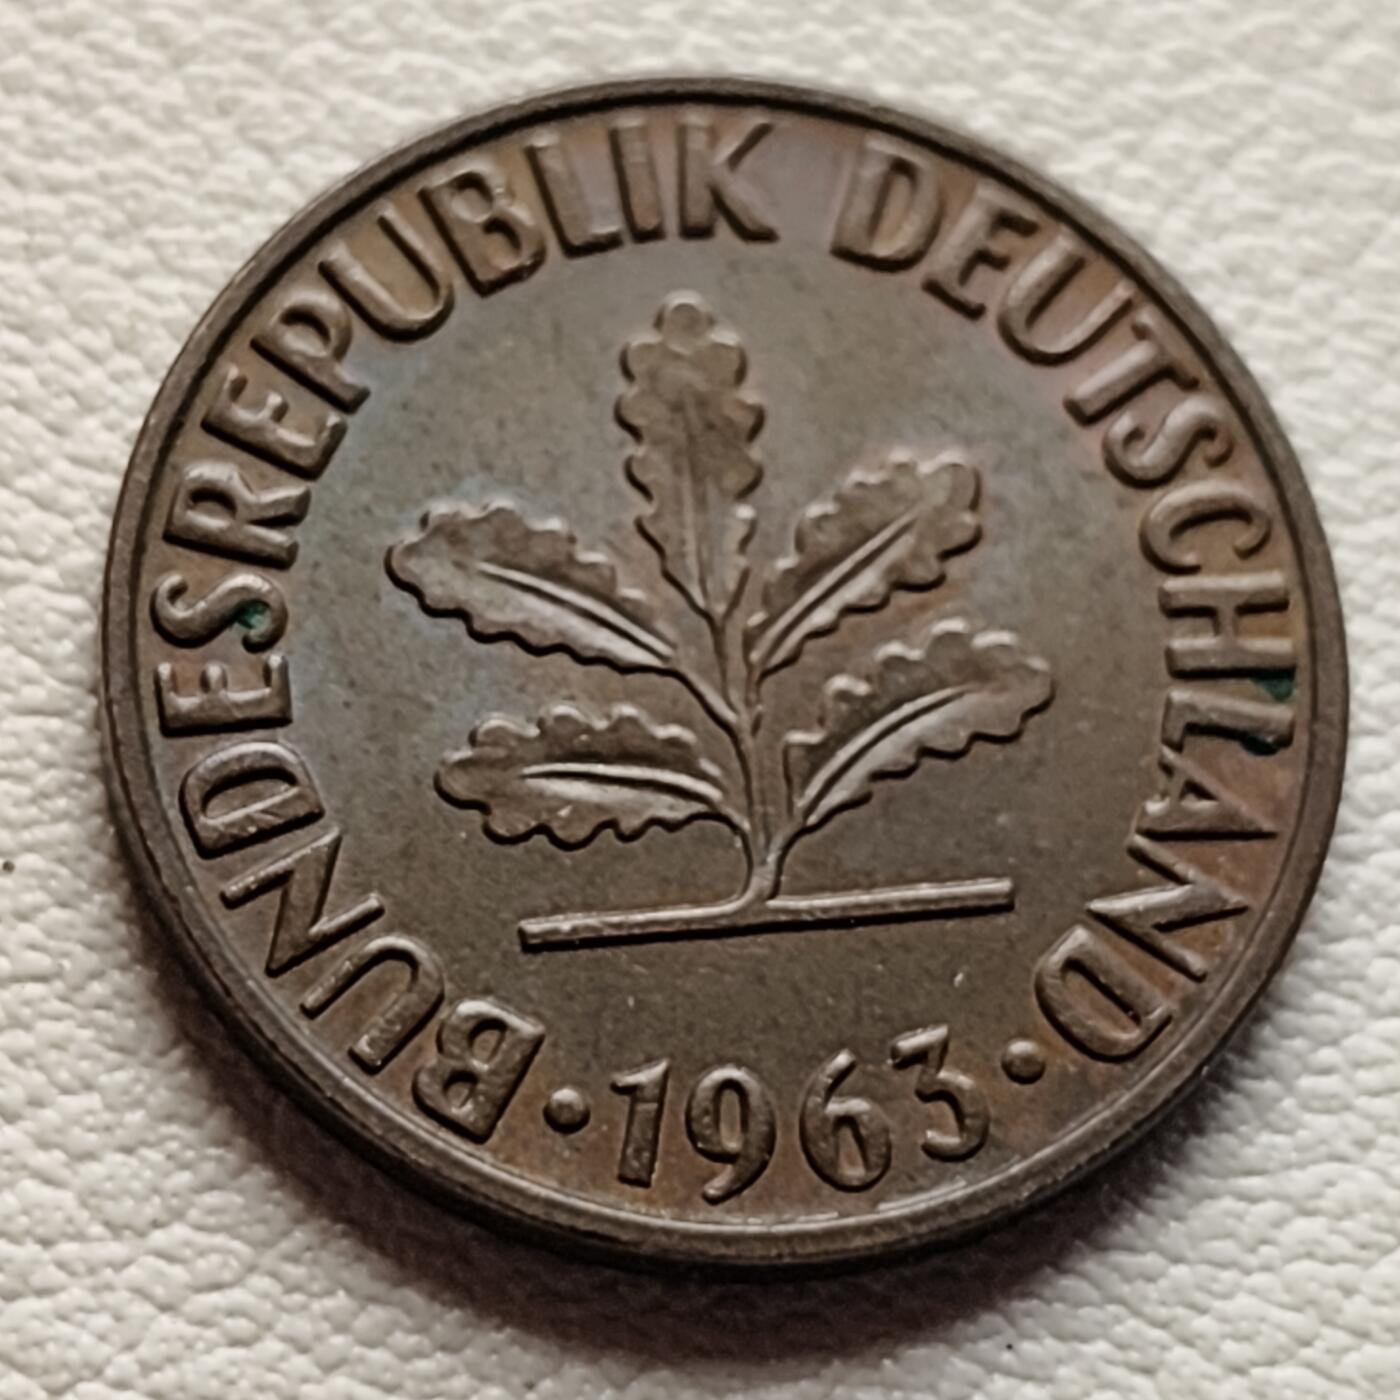 BUNDESREPUBLIK DEUTSCHLAND
· 1963 ·